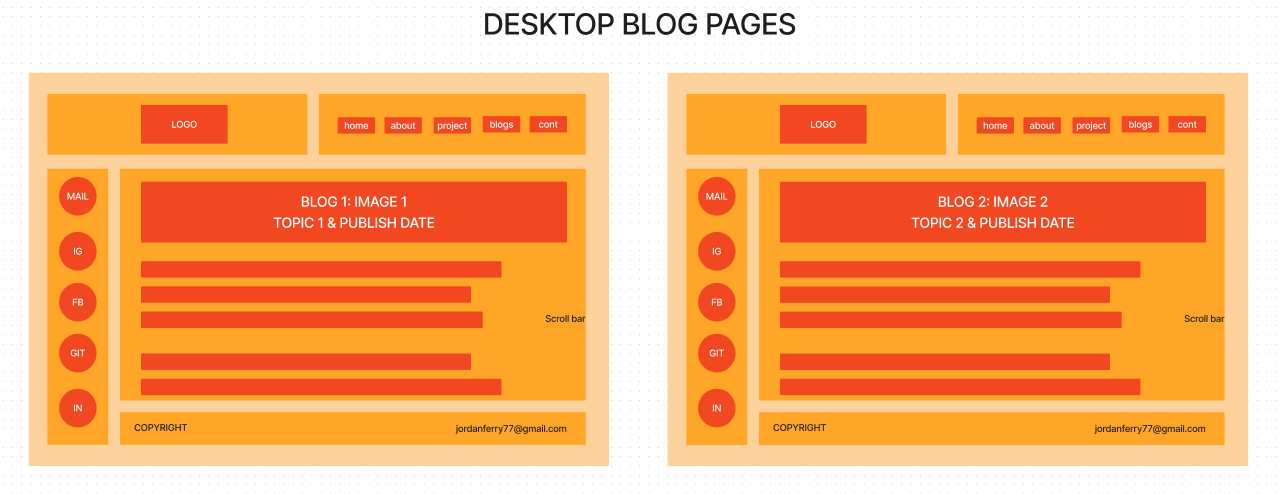 DESKTOP BLOG PAGES
LOGO
home about project blogs cont
MAIL
IG
FB
GIT
IN
BLOG 1: IMAGE 1
TOPIC 1 & PUBLISH DATE
Scroll bar
COPYRIGHT
jordanferry77@gmail.com
LOGO
home about project blogs cont
MAIL
IG
FB
GIT
IN
BLOG 2: IMAGE 2
TOPIC 2 & PUBLISH DATE
Scroll bar
COPYRIGHT
jordanferry77@gmail.com